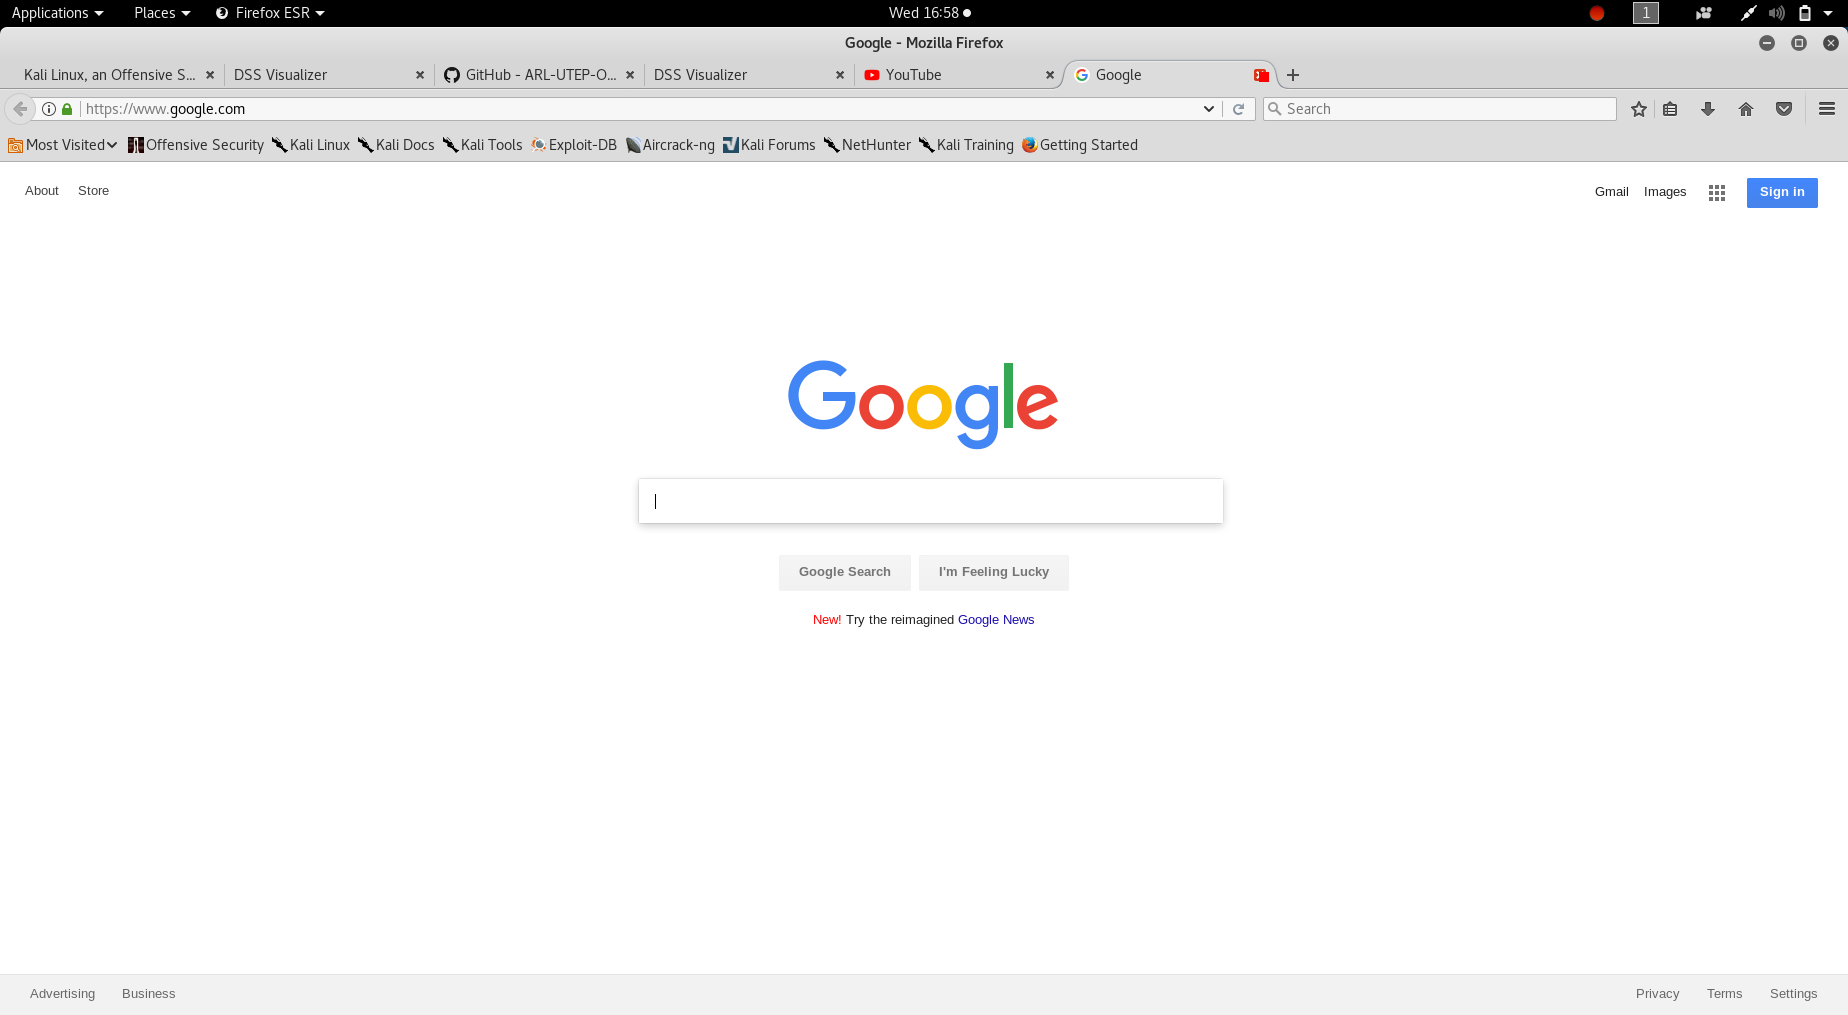 Applications Places Firefox ESR Wed 16:58 1
Google - Mozilla Firefox
Kali Linux, an Offensive S... DSS Visualizer GitHub - ARL-UTEP-O... DSS Visualizer YouTube Google
https://www.google.com Search
Most Visited Offensive Security Kali Linux Kali Docs Kali Tools Exploit-DB Aircrack-ng Kali Forums NetHunter Kali Training Getting Started
About Store Gmail Images Sign in
Google
Google Search I'm Feeling Lucky
New! Try the reimagined Google News
Advertising Business Privacy Terms Settings